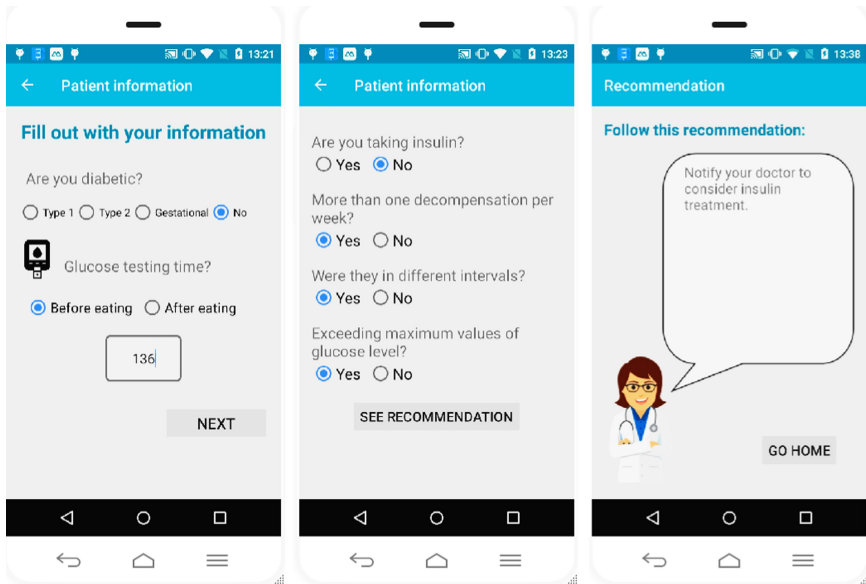 13:21
Patient information
Fill out with your information
Are you diabetic?
Type 1 Type 2 Gestational No
Glucose testing time?
Before eating After eating
136
NEXT
13:23
Patient information
Are you taking insulin?
Yes No
More than one decompensation per
week?
Yes No
Were they in different intervals?
Yes No
Exceeding maximum values of
glucose level?
Yes No
SEE RECOMMENDATION
13:38
Recommendation
Follow this recommendation:
Notify your doctor to
consider insulin
treatment.
GO HOME